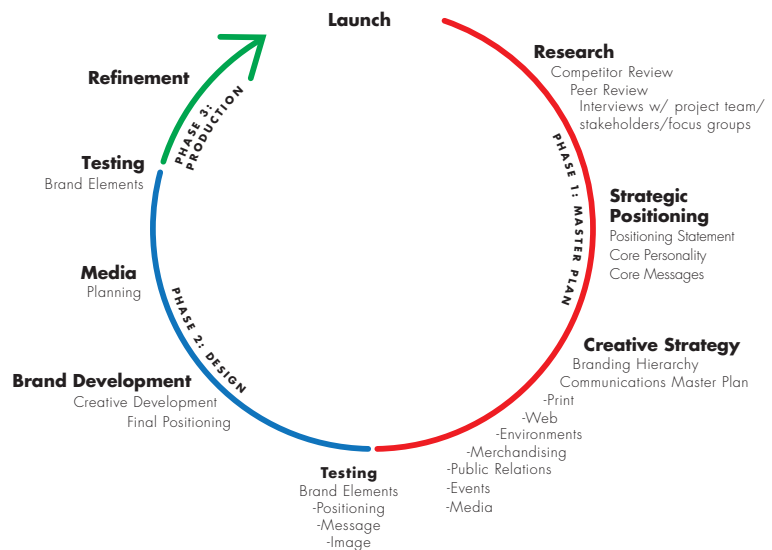 Launch
Research
Competitor Review
Peer Review
Interviews w/ project team/
stakeholders/focus groups
PHASE 1: MASTER PLAN
Strategic
Positioning
Positioning Statement
Core Personality
Core Messages
Creative Strategy
Branding Hierarchy
Communications Master Plan
-Print
-Web
-Environments
-Merchandising
-Public Relations
-Events
-Media
Testing
Brand Elements
-Positioning
-Message
-Image
PHASE 2: DESIGN
Brand Development
Creative Development
Final Positioning
Media
Planning
Testing
Brand Elements
PHASE 3:
PRODUCTION
Refinement